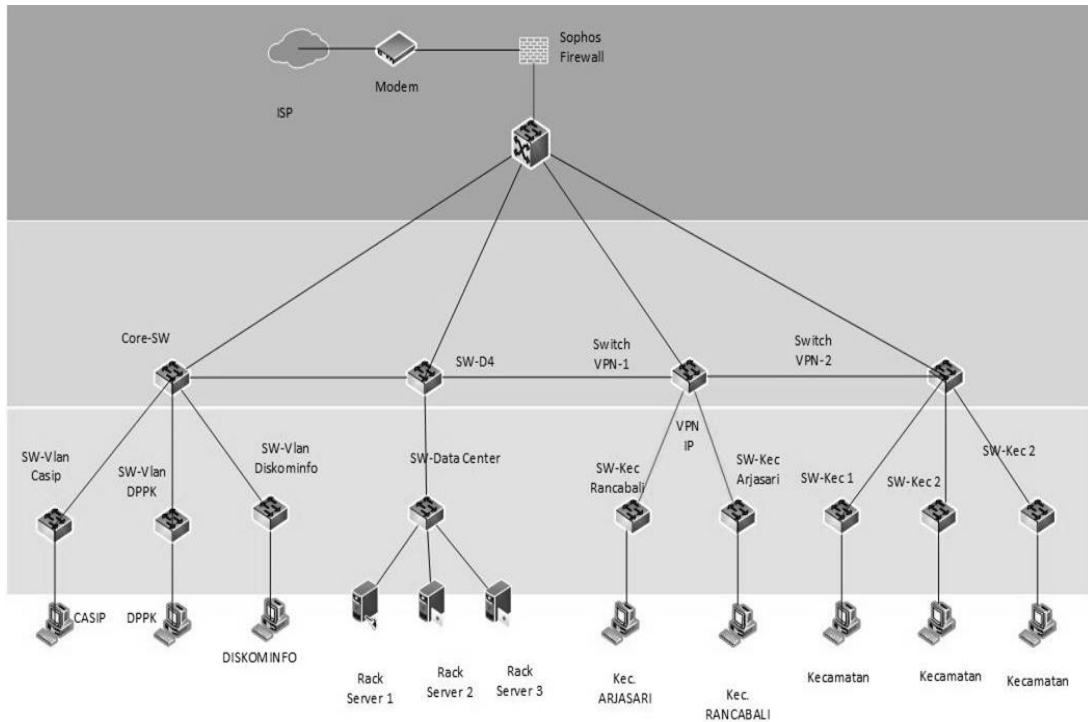 Sophos
Firewall
Modem
ISP
Core-SW
SW-D4
Switch
VPN-1
Switch
VPN-2
SW-Vlan
Casip
SW-Vlan
DPPK
SW-Vlan
Diskominfo
SW-Data Center
VPN
IP
SW-Kec
Rancabali
SW-Kec
Arjasari
SW-Kec 1
SW-Kec 2
SW-Kec 2
CASIP
DPPK
DISKOMINFO
Rack
Server 1
Rack
Server 2
Rack
Server 3
Kec.
ARJASARI
Kec.
RANCABALI
Kecamatan
Kecamatan
Kecamatan